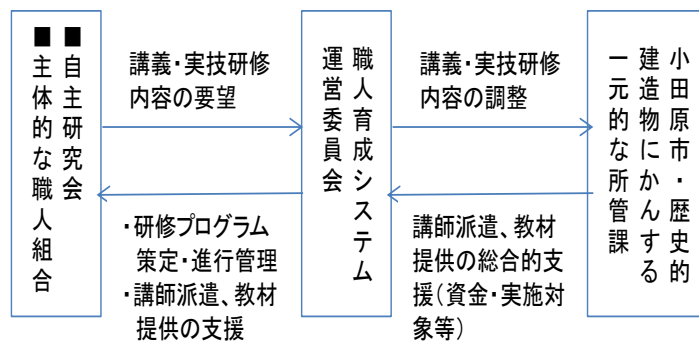 ■自主研究会
■主体的な職人組合
講義・実技研修
内容の要望
・研修プログラム
策定・進行管理
・講師派遣、教材
提供の支援
職人育成システム
運営委員会
講義・実技研修
内容の調整
講師派遣、教材
提供の総合的支
援(資金・実施対
象等)
小田原市・歴史的
建造物にかんする
一元的な所管課